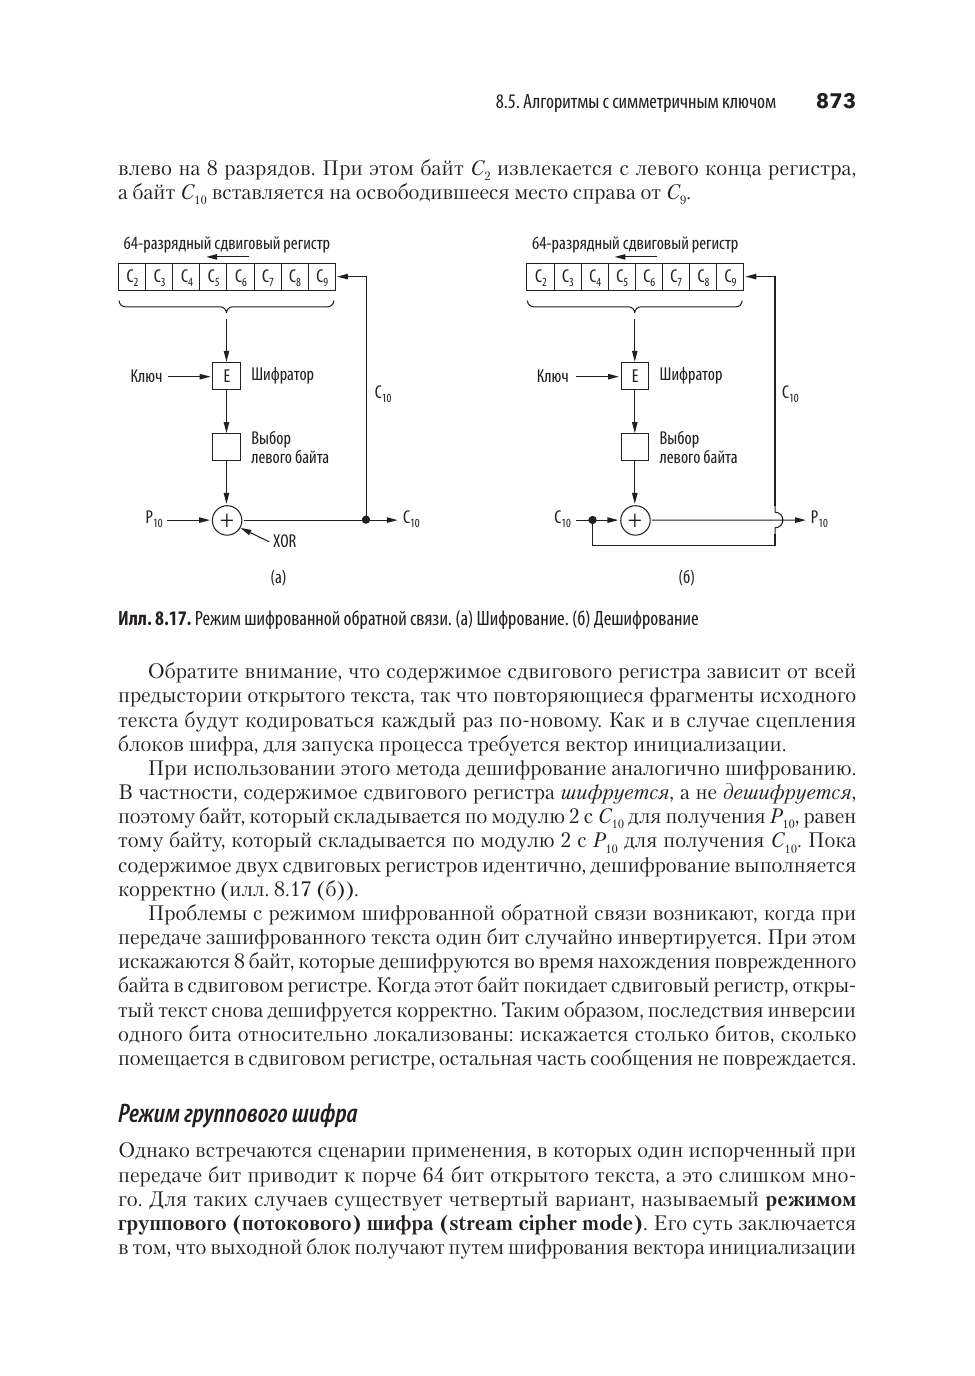 8.5. Алгоритмы с симметричным ключом 873
влево на 8 разрядов. При этом байт C2 извлекается с левого конца регистра,
а байт C10 вставляется на освободившееся место справа от C9.
64-разрядный сдвиговый регистр
C2 C3 C4 C5 C6 C7 C8 C9
Ключ
E
Шифратор
C10
Выбор
левого байта
P10
+
C10
XOR
(а)
64-разрядный сдвиговый регистр
C2 C3 C4 C5 C6 C7 C8 C9
Ключ
E
Шифратор
C10
Выбор
левого байта
C10
+
P10
(б)
Илл. 8.17. Режим шифрованной обратной связи. (а) Шифрование. (б) Дешифрование
Обратите внимание, что содержимое сдвигового регистра зависит от всей
предыстории открытого текста, так что повторяющиеся фрагменты исходного
текста будут кодироваться каждый раз по-новому. Как и в случае сцепления
блоков шифра, для запуска процесса требуется вектор инициализации.
При использовании этого метода дешифрование аналогично шифрованию.
В частности, содержимое сдвигового регистра шифруется, а не дешифруется,
поэтому байт, который складывается по модулю 2 с C10 для получения P10, равен
тому байту, который складывается по модулю 2 с P10 для получения C10. Пока
содержимое двух сдвиговых регистров идентично, дешифрование выполняется
корректно (илл. 8.17 (б)).
Проблемы с режимом шифрованной обратной связи возникают, когда при
передаче зашифрованного текста один бит случайно инвертируется. При этом
искажаются 8 байт, которые дешифруются во время нахождения поврежденного
байта в сдвиговом регистре. Когда этот байт покидает сдвиговый регистр, откры-
тый текст снова дешифруется корректно. Таким образом, последствия инверсии
одного бита относительно локализованы: искажается столько битов, сколько
помещается в сдвиговом регистре, остальная часть сообщения не повреждается.
Режим группового шифра
Однако встречаются сценарии применения, в которых один испорченный при
передаче бит приводит к порче 64 бит открытого текста, а это слишком мно-
го. Для таких случаев существует четвертый вариант, называемый режимом
группового (потокового) шифра (stream cipher mode). Его суть заключается
в том, что выходной блок получают путем шифрования вектора инициализации